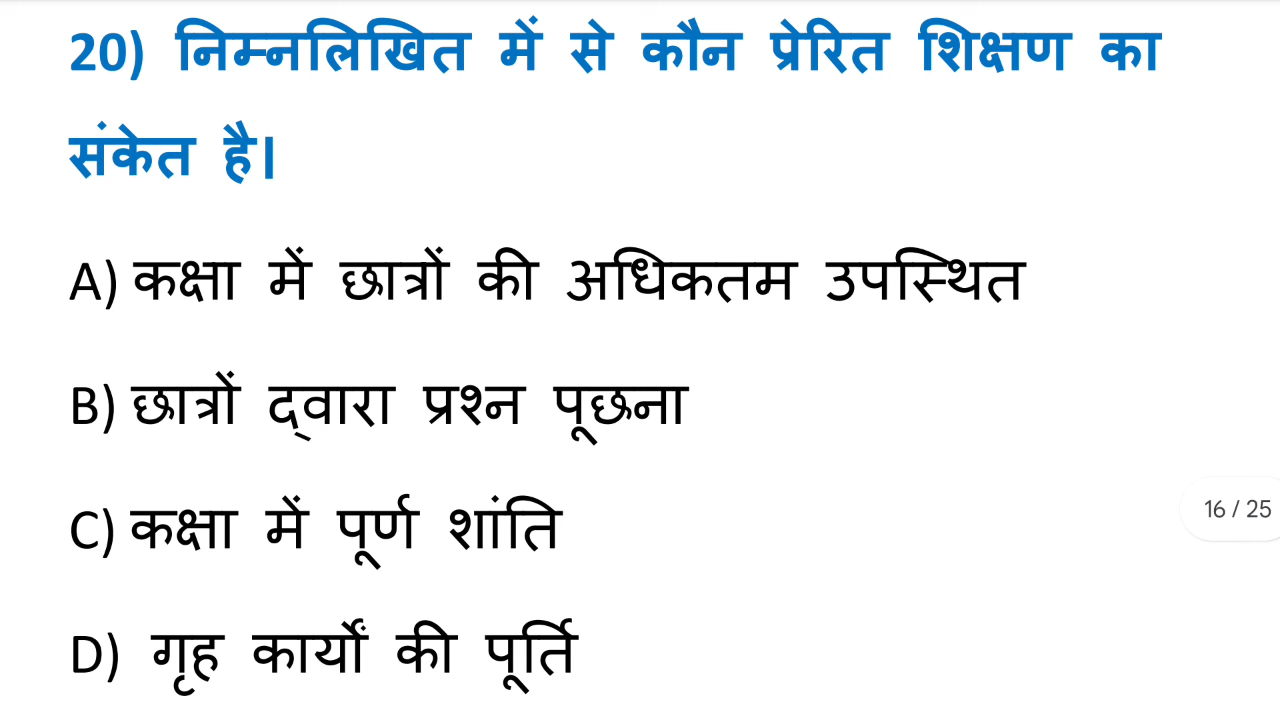 20) निम्नलिखित में से कौन प्रेरित शिक्षण का
संकेत है।
A) कक्षा में छात्रों की अधिकतम उपस्थित
B) छात्रों द्वारा प्रश्न पूछना
C) कक्षा में पूर्ण शांति
16 / 25
D) गृह कार्यों की पूर्ति